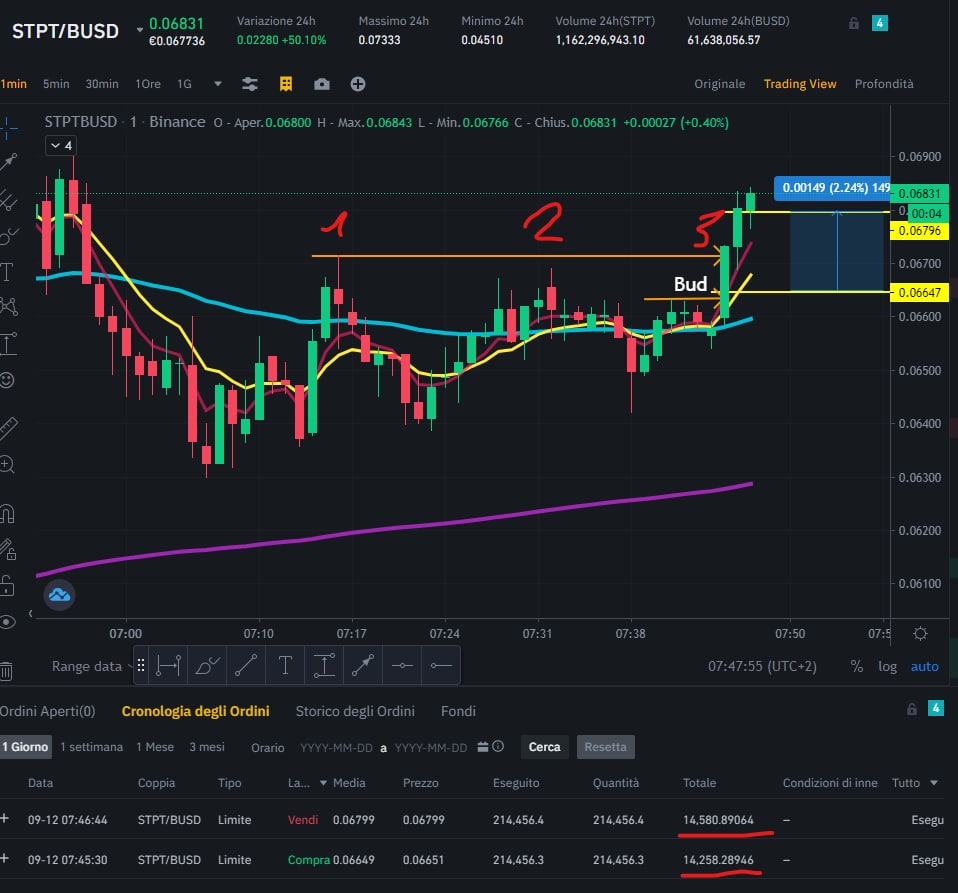 STPT/BUSD
0.06831
€0.067736
Variazione 24h
0.02280 +50.10%
Massimo 24h
0.07333
Minimo 24h
0.04510
Volume 24h(STPT)
1,162,296,943.10
Volume 24h(BUSD)
61,638,056.57
4
1min 5min 30min 1Ore 1G
Originale Trading View Profondità
STPTBUSD · 1 · Binance O - Aper.0.06800 H - Max.0.06843 L - Min.0.06766 C - Chius.0.06831 +0.00027 (+0.40%)
4
0.06900
0.00149 (2.24%) 149
0.06831
00:04
0.06796
1 2 3
0.06700
Bud
0.06647
0.06600
0.06500
0.06400
0.06300
0.06200
0.06100
07:00 07:10 07:17 07:24 07:31 07:38 07:50 07:5
Range data
07:47:55 (UTC+2) % log auto
Ordini Aperti(0) Cronologia degli Ordini Storico degli Ordini Fondi
4
1 Giorno 1 settimana 1 Mese 3 mesi Orario YYYY-MM-DD a YYYY-MM-DD Cerca Resetta
Data Coppia Tipo La... Media Prezzo Eseguito Quantità Totale Condizioni di inne Tutto
+ 09-12 07:46:44 STPT/BUSD Limite Vendi 0.06799 0.06799 214,456.4 214,456.4 14,580.89064 – Esegu
+ 09-12 07:45:30 STPT/BUSD Limite Compra 0.06649 0.06651 214,456.3 214,456.3 14,258.28946 – Esegu